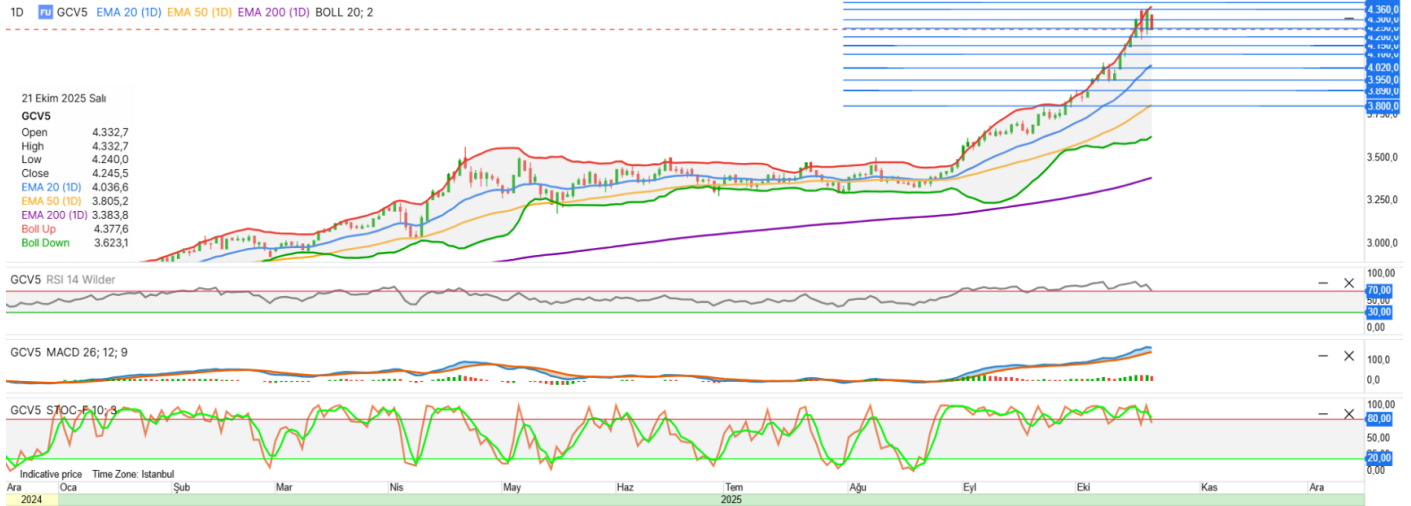 1D FU GCV5 EMA 20 (1D) EMA 50 (1D) EMA 200 (1D) BOLL 20; 2
4.360,0
4.300,0
4.250,0
4.200,0
4.150,0
4.100,0
4.020,0
3.950,0
3.890,0
3.800,0
3.750,0
3.500,0
3.250,0
3.000,0
21 Ekim 2025 Salı
GCV5
Open 4.332,7
High 4.332,7
Low 4.240,0
Close 4.245,5
EMA 20 (1D) 4.036,6
EMA 50 (1D) 3.805,2
EMA 200 (1D) 3.383,8
Boll Up 4.377,6
Boll Down 3.623,1
GCV5 RSI 14 Wilder
100,00
70,00
50,00
30,00
0,00
GCV5 MACD 26; 12; 9
100,0
0,0
GCV5 STOC-F 10; 3
100,00
80,00
50,00
20,00
0,00
Indicative price Time Zone: Istanbul
Ara Oca Şub Mar Nis May Haz Tem Ağu Eyl Eki Kas Ara
2024 2025